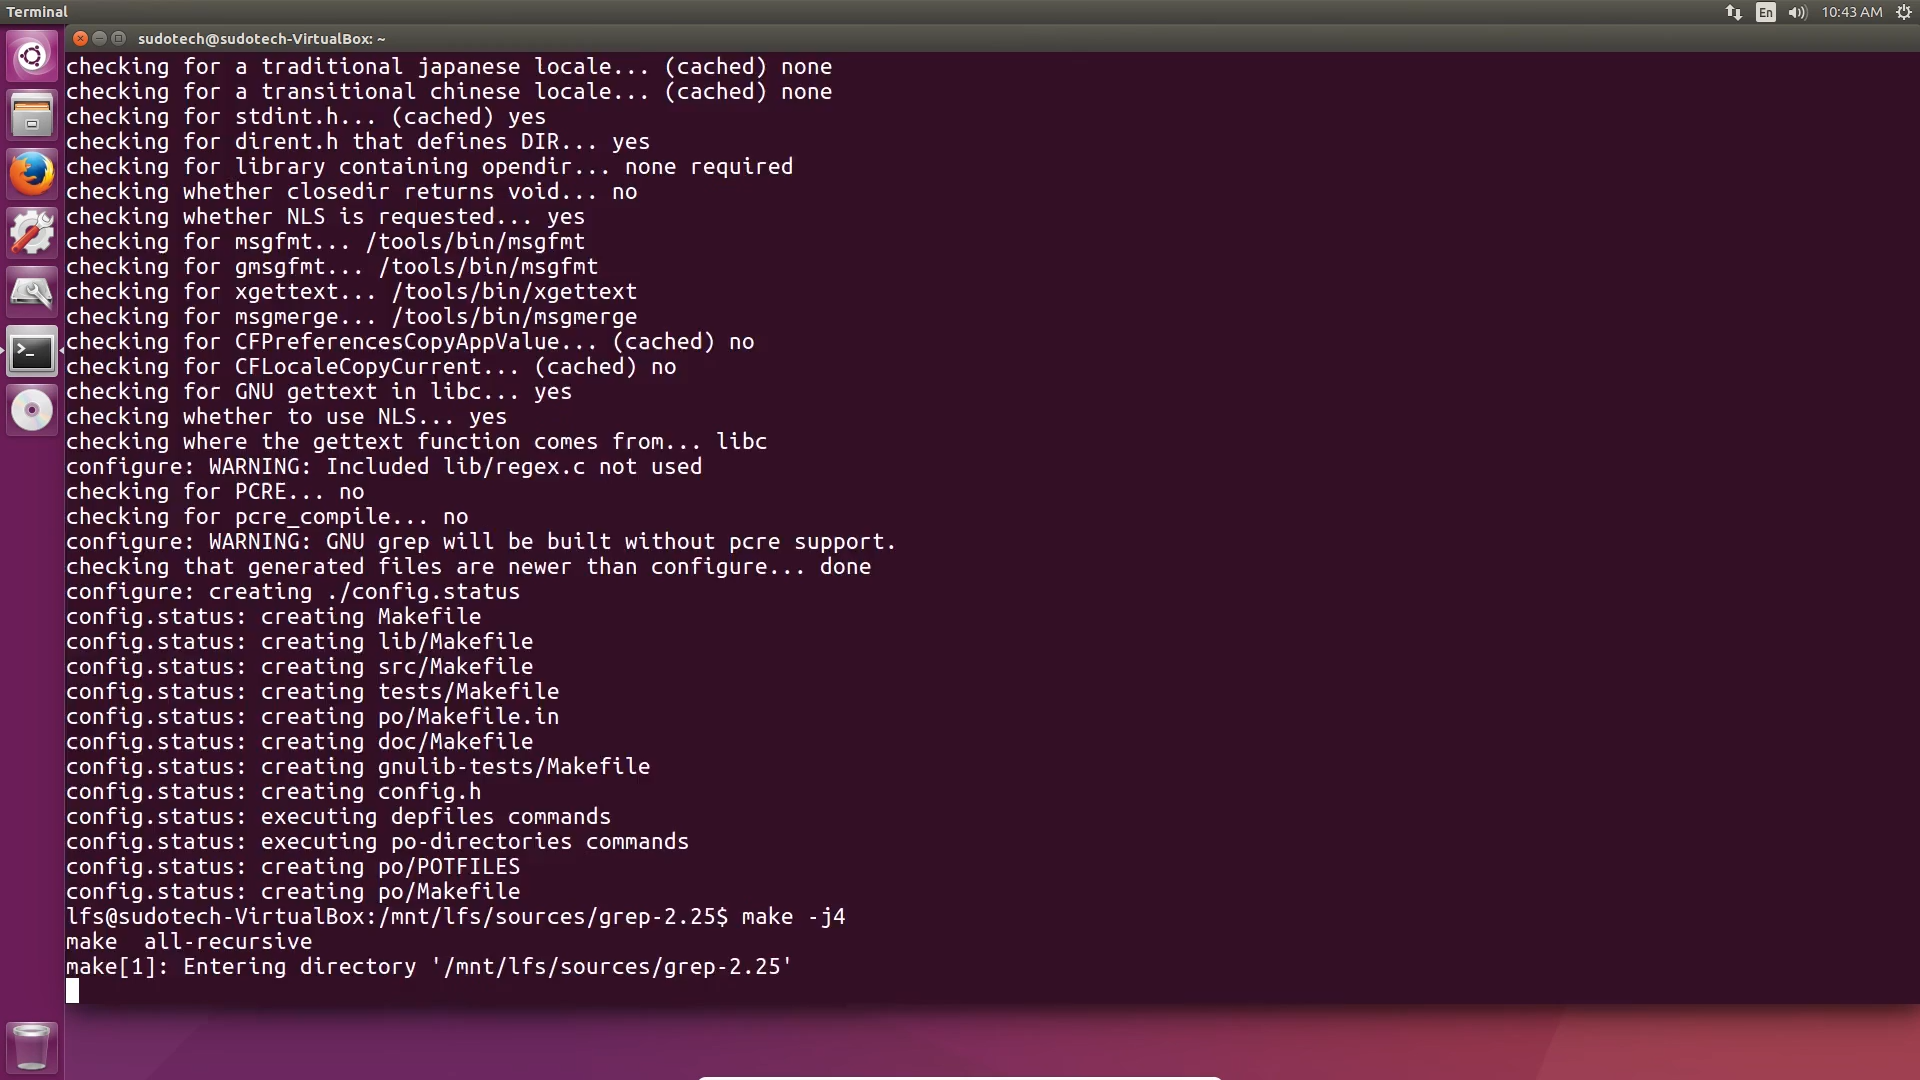 Terminal
En
10:43 AM
sudotech@sudotech-VirtualBox: ~
checking for a traditional japanese locale... (cached) none
checking for a transitional chinese locale... (cached) none
checking for stdint.h... (cached) yes
checking for dirent.h that defines DIR... yes
checking for library containing opendir... none required
checking whether closedir returns void... no
checking whether NLS is requested... yes
checking for msgfmt... /tools/bin/msgfmt
checking for gmsgfmt... /tools/bin/msgfmt
checking for xgettext... /tools/bin/xgettext
checking for msgmerge... /tools/bin/msgmerge
checking for CFPreferencesCopyAppValue... (cached) no
checking for CFLocaleCopyCurrent... (cached) no
checking for GNU gettext in libc... yes
checking whether to use NLS... yes
checking where the gettext function comes from... libc
configure: WARNING: Included lib/regex.c not used
checking for PCRE... no
checking for pcre_compile... no
configure: WARNING: GNU grep will be built without pcre support.
checking that generated files are newer than configure... done
configure: creating ./config.status
config.status: creating Makefile
config.status: creating lib/Makefile
config.status: creating src/Makefile
config.status: creating tests/Makefile
config.status: creating po/Makefile.in
config.status: creating doc/Makefile
config.status: creating gnulib-tests/Makefile
config.status: creating config.h
config.status: executing depfiles commands
config.status: executing po-directories commands
config.status: creating po/POTFILES
config.status: creating po/Makefile
lfs@sudotech-VirtualBox:/mnt/lfs/sources/grep-2.25$ make -j4
make  all-recursive
make[1]: Entering directory '/mnt/lfs/sources/grep-2.25'